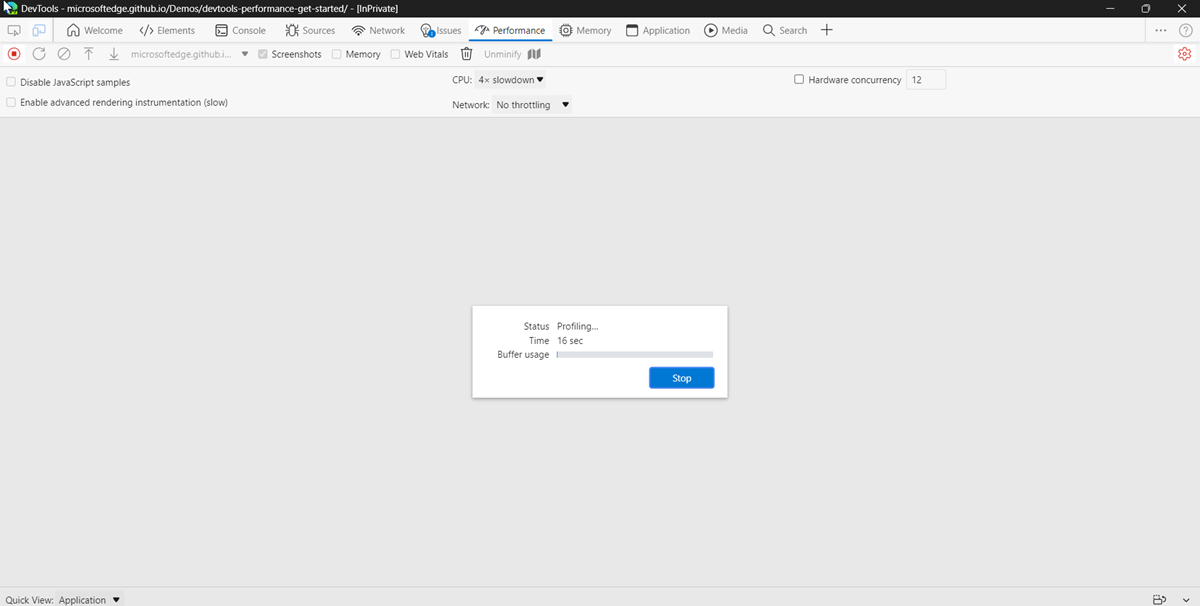 DevTools - microsoftedge.github.io/Demos/devtools-performance-get-started/ - [InPrivate]
Welcome Elements Console Sources Network Issues Performance Memory Application Media Search
microsoftedge.github.i... Screenshots Memory Web Vitals Unminify
Disable JavaScript samples CPU: 4× slowdown Hardware concurrency 12
Enable advanced rendering instrumentation (slow) Network: No throttling
Status Profiling...
Time 16 sec
Buffer usage
Stop
Quick View: Application